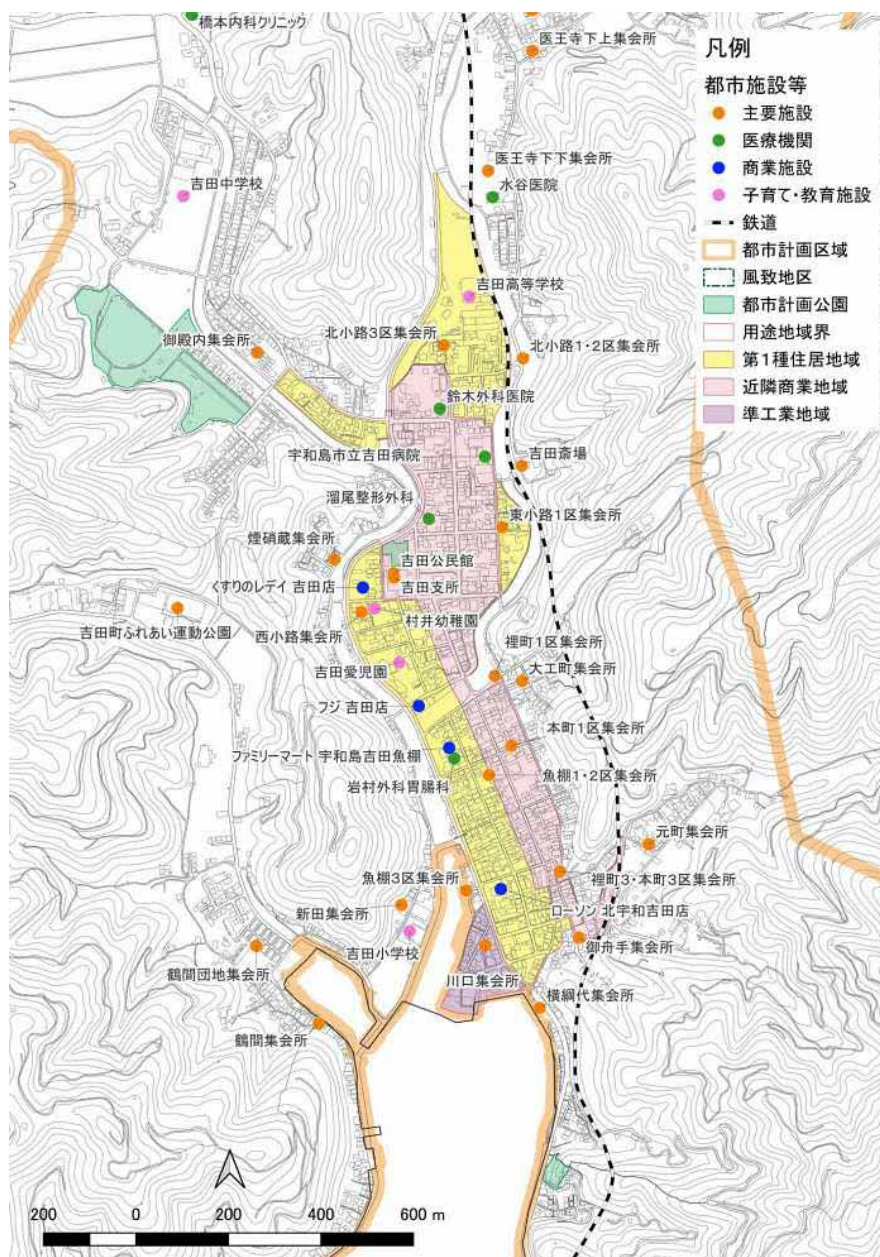 橋本内科クリニック
医王寺下上集会所
凡例
都市施設等
主要施設
医療機関
商業施設
子育て・教育施設
鉄道
都市計画区域
風致地区
都市計画公園
用途地域界
第1種住居地域
近隣商業地域
準工業地域
医王寺下下集会所
吉田中学校
水谷医院
吉田高等学校
御殿内集会所
北小路3区集会所
北小路1・2区集会所
鈴木外科医院
宇和島市立吉田病院
吉田斎場
溜尾整形外科
東小路1区集会所
煙硝蔵集会所
吉田公民館
くすりのレデイ 吉田店
吉田支所
村井幼稚園
吉田町ふれあい運動公園
西小路集会所
裡町1区集会所
吉田愛児園
大工町集会所
フジ 吉田店
本町1区集会所
ファミリーマート 宇和島吉田魚棚
魚棚1・2区集会所
岩村外科胃腸科
元町集会所
魚棚3区集会所
裡町3・本町3区集会所
新田集会所
ローソン 北宇和吉田店
吉田小学校
御舟手集会所
鶴間団地集会所
川口集会所
横綱代集会所
鶴間集会所
200 0 200 400 600 m